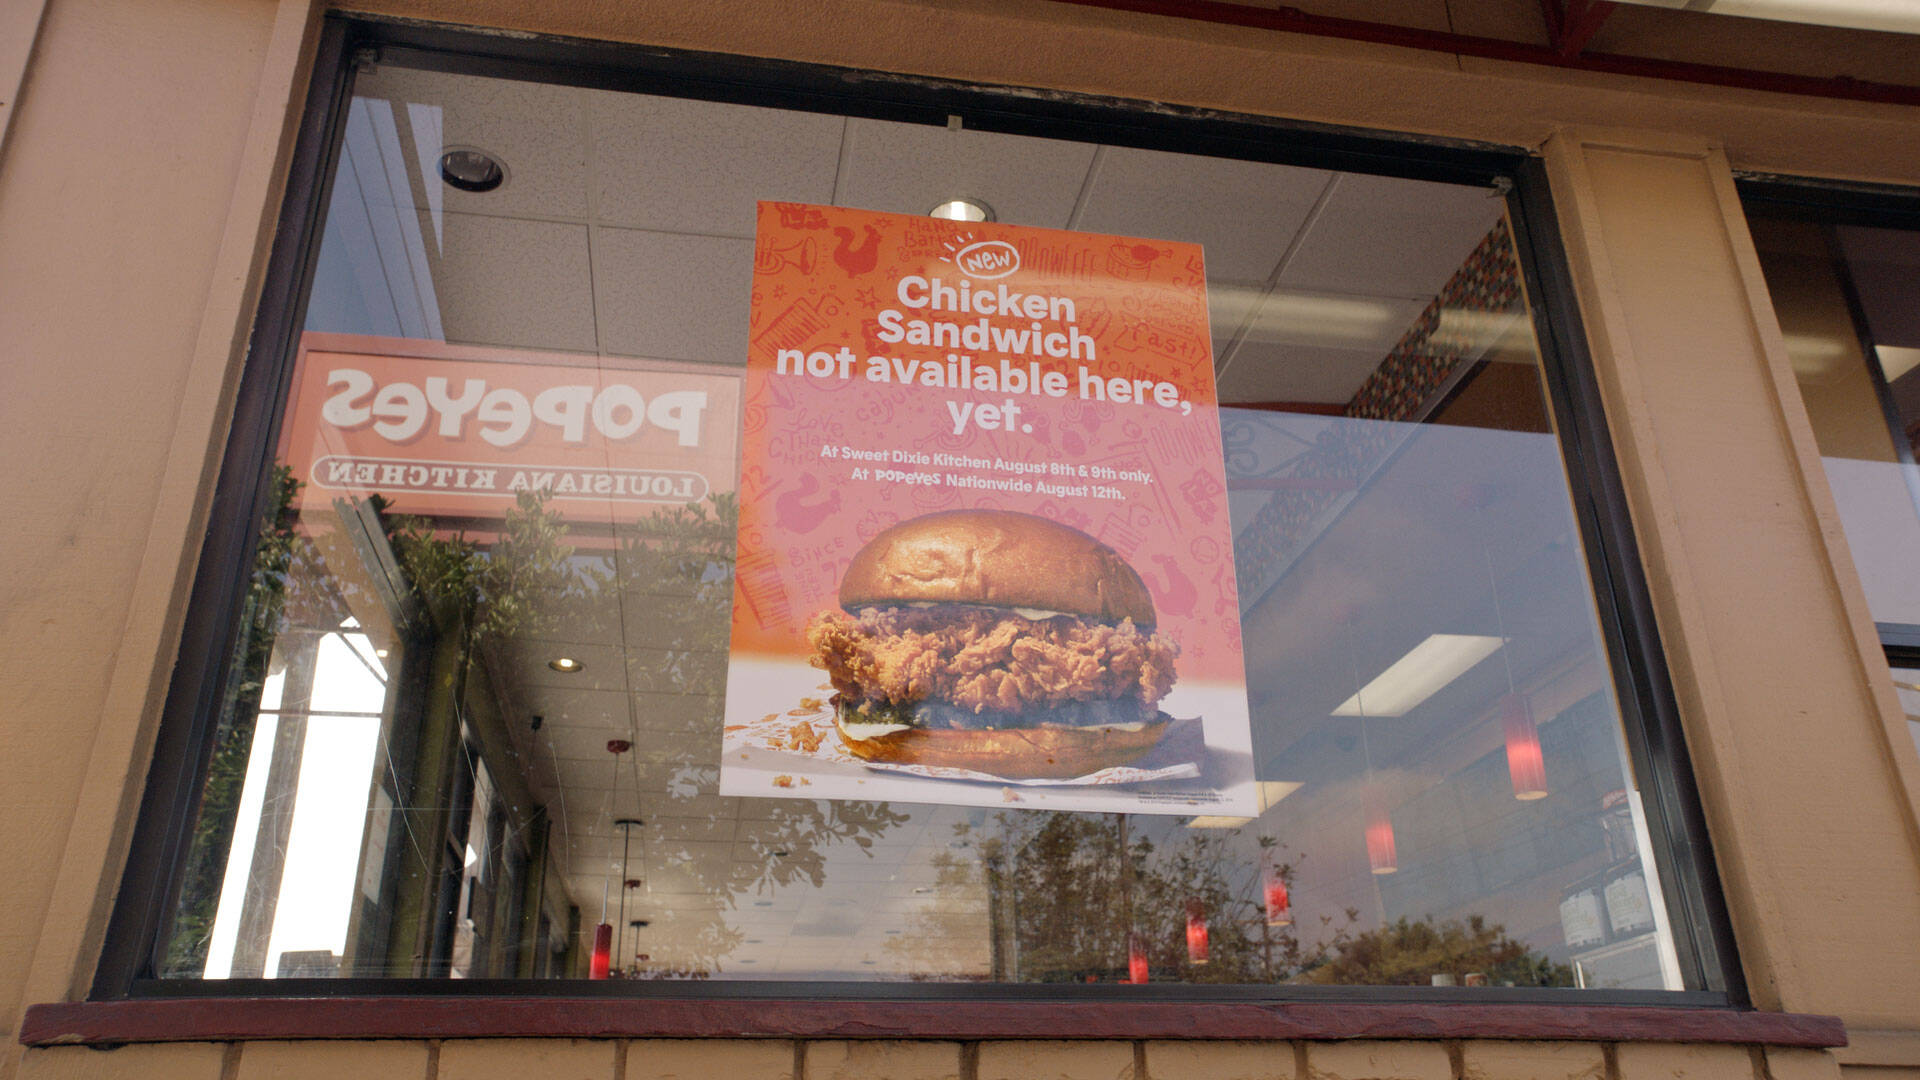 New
Chicken
Sandwich
not available here,
yet.
At Sweet Dixie Kitchen August 8th & 9th only.
At POPEYES Nationwide August 12th.
POPEYES
LOUISIANA KITCHEN